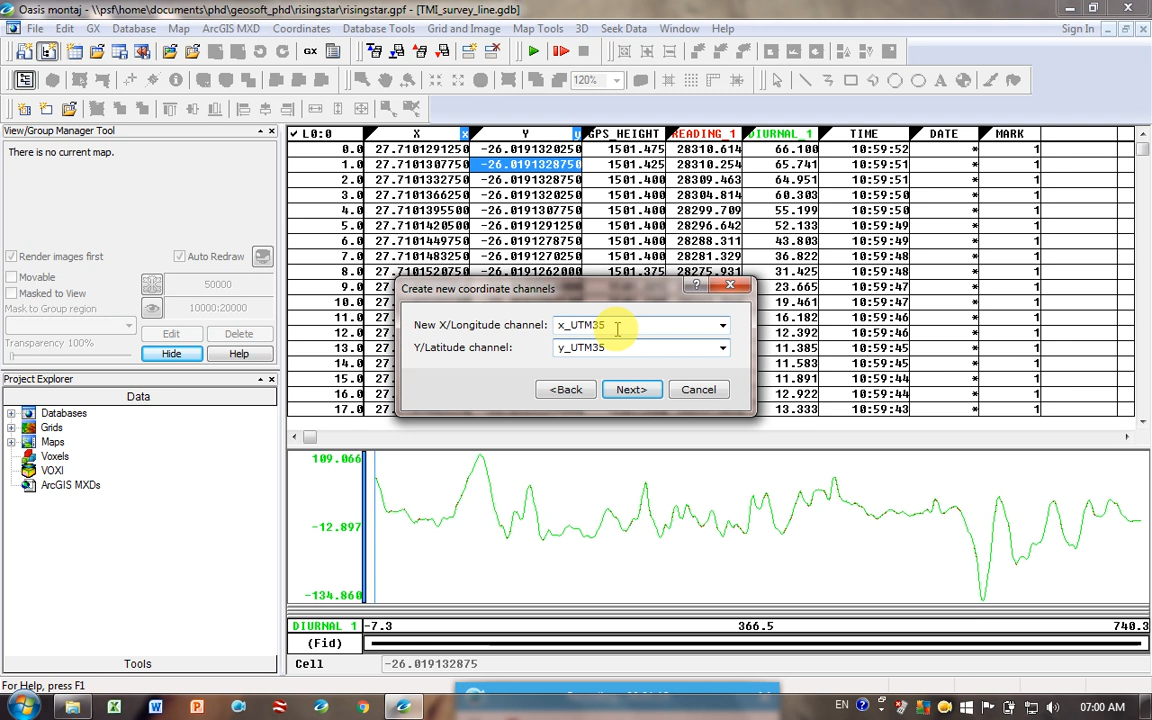 Oasis montaj - \\psf\home\documents\phd\geosoft_phd\risingstar\risingstar.gpf - [TMI_survey_line.gdb]
File Edit GX Database Map ArcGIS MXD Coordinates Database Tools Grid and Image Map Tools 3D Seek Data Window Help Sign In
GX
120%
View/Group Manager Tool
There is no current map.
Render images first
Auto Redraw
Movable
50000
Masked to View
10000:20000
Mask to Group region
Edit
Delete
Transparency 100%
Hide
Help
Project Explorer
Data
Databases
Grids
Maps
Voxels
VOXI
ArcGIS MXDs
Tools
L0:0 X x Y y GPS_HEIGHT READING_1 DIURNAL_1 TIME DATE MARK
0.0 27.7101291250 -26.0191320250 1501.475 28310.614 66.100 10:59:52 * 1
1.0 27.7101307750 -26.0191328750 1501.425 28310.254 65.741 10:59:51 * 1
2.0 27.7101332750 -26.0191328750 1501.400 28309.463 64.951 10:59:51 * 1
3.0 27.7101366250 -26.0191320250 1501.400 28304.814 60.303 10:59:50 * 1
4.0 27.7101395500 -26.0191307750 1501.400 28299.709 55.199 10:59:50 * 1
5.0 27.7101420500 -26.0191291250 1501.400 28296.642 52.133 10:59:49 * 1
6.0 27.7101449750 -26.0191278750 1501.400 28288.311 43.803 10:59:49 * 1
7.0 27.7101483250 -26.0191270250 1501.400 28281.329 36.822 10:59:48 * 1
8.0 27.7101520750 -26.0191262000 1501.375 28275.931 31.425 10:59:48 * 1
9.0 27. 23.665 10:59:47 * 1
10.0 27. 19.461 10:59:47 * 1
11.0 27. 16.182 10:59:46 * 1
12.0 27. 12.392 10:59:46 * 1
13.0 27. 11.385 10:59:45 * 1
14.0 27. 11.583 10:59:45 * 1
15.0 27. 11.891 10:59:44 * 1
16.0 27. 12.922 10:59:44 * 1
17.0 27. 13.333 10:59:43 * 1
Create new coordinate channels
New X/Longitude channel: x_UTM35
Y/Latitude channel: y_UTM35
<Back Next> Cancel
109.066
-12.897
-134.860
DIURNAL_1 -7.3 366.5 740.3
(Fid)
Cell -26.019132875
For Help, press F1
EN 07:00 AM